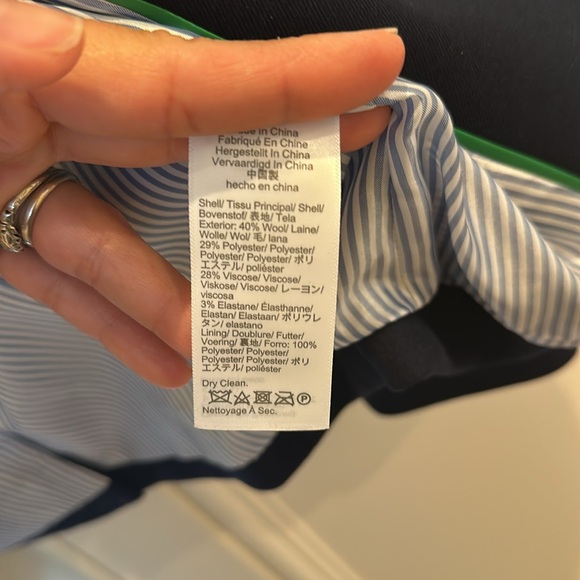 in China
Fabriqué En Chine
Hergestellt In China
Vervaardigd In China
中国製
hecho en china
Shell/ Tissu Principal/ Shell/
Bovenstof/ 表地/ Tela
Exterior: 40% Wool/ Laine/
Wolle/ Wol/ 毛/ lana
29% Polyester/ Polyester/
Polyester/ Polyester/ ポリ
エステル/ poliéster
28% Viscose/ Viscose/
Viskose/ Viscose/ レーヨン/
viscosa
3% Elastane/ Élasthanne/
Elastan/ Elastaan/ ポリウレ
タン/ elastano
Lining/ Doublure/ Futter/
Voering/ 裏地/ Forro: 100%
Polyester/ Polyester/
Polyester/ Polyester/ ポリ
エステル/ poliéster
Dry Clean.
P
Nettoyage À Sec.